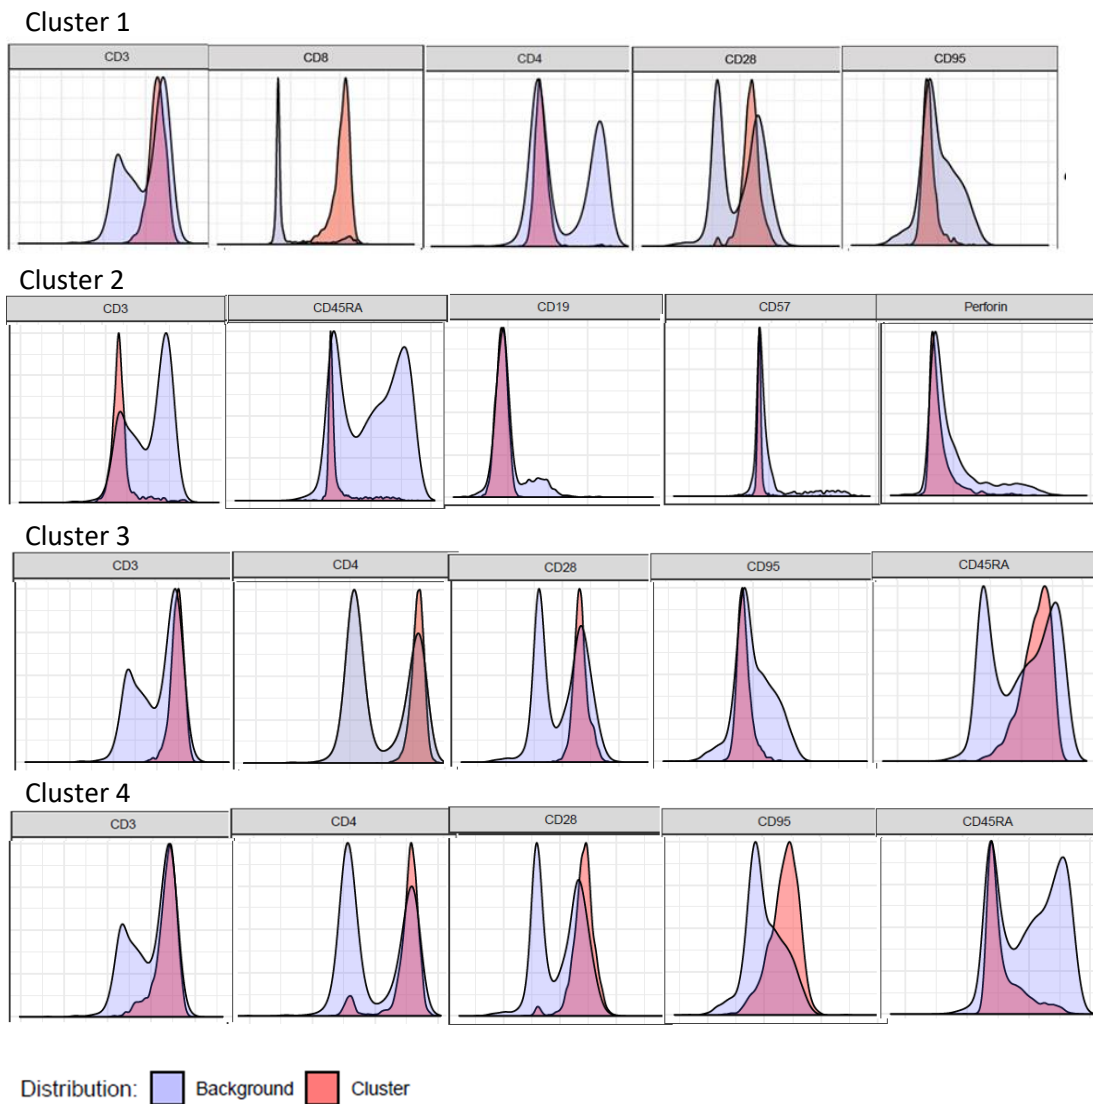 Cluster 1
CD3 CD8 CD4 CD28 CD95
Cluster 2
CD3 CD45RA CD19 CD57 Perforin
Cluster 3
CD3 CD4 CD28 CD95 CD45RA
Cluster 4
CD3 CD4 CD28 CD95 CD45RA
Distribution: Background Cluster